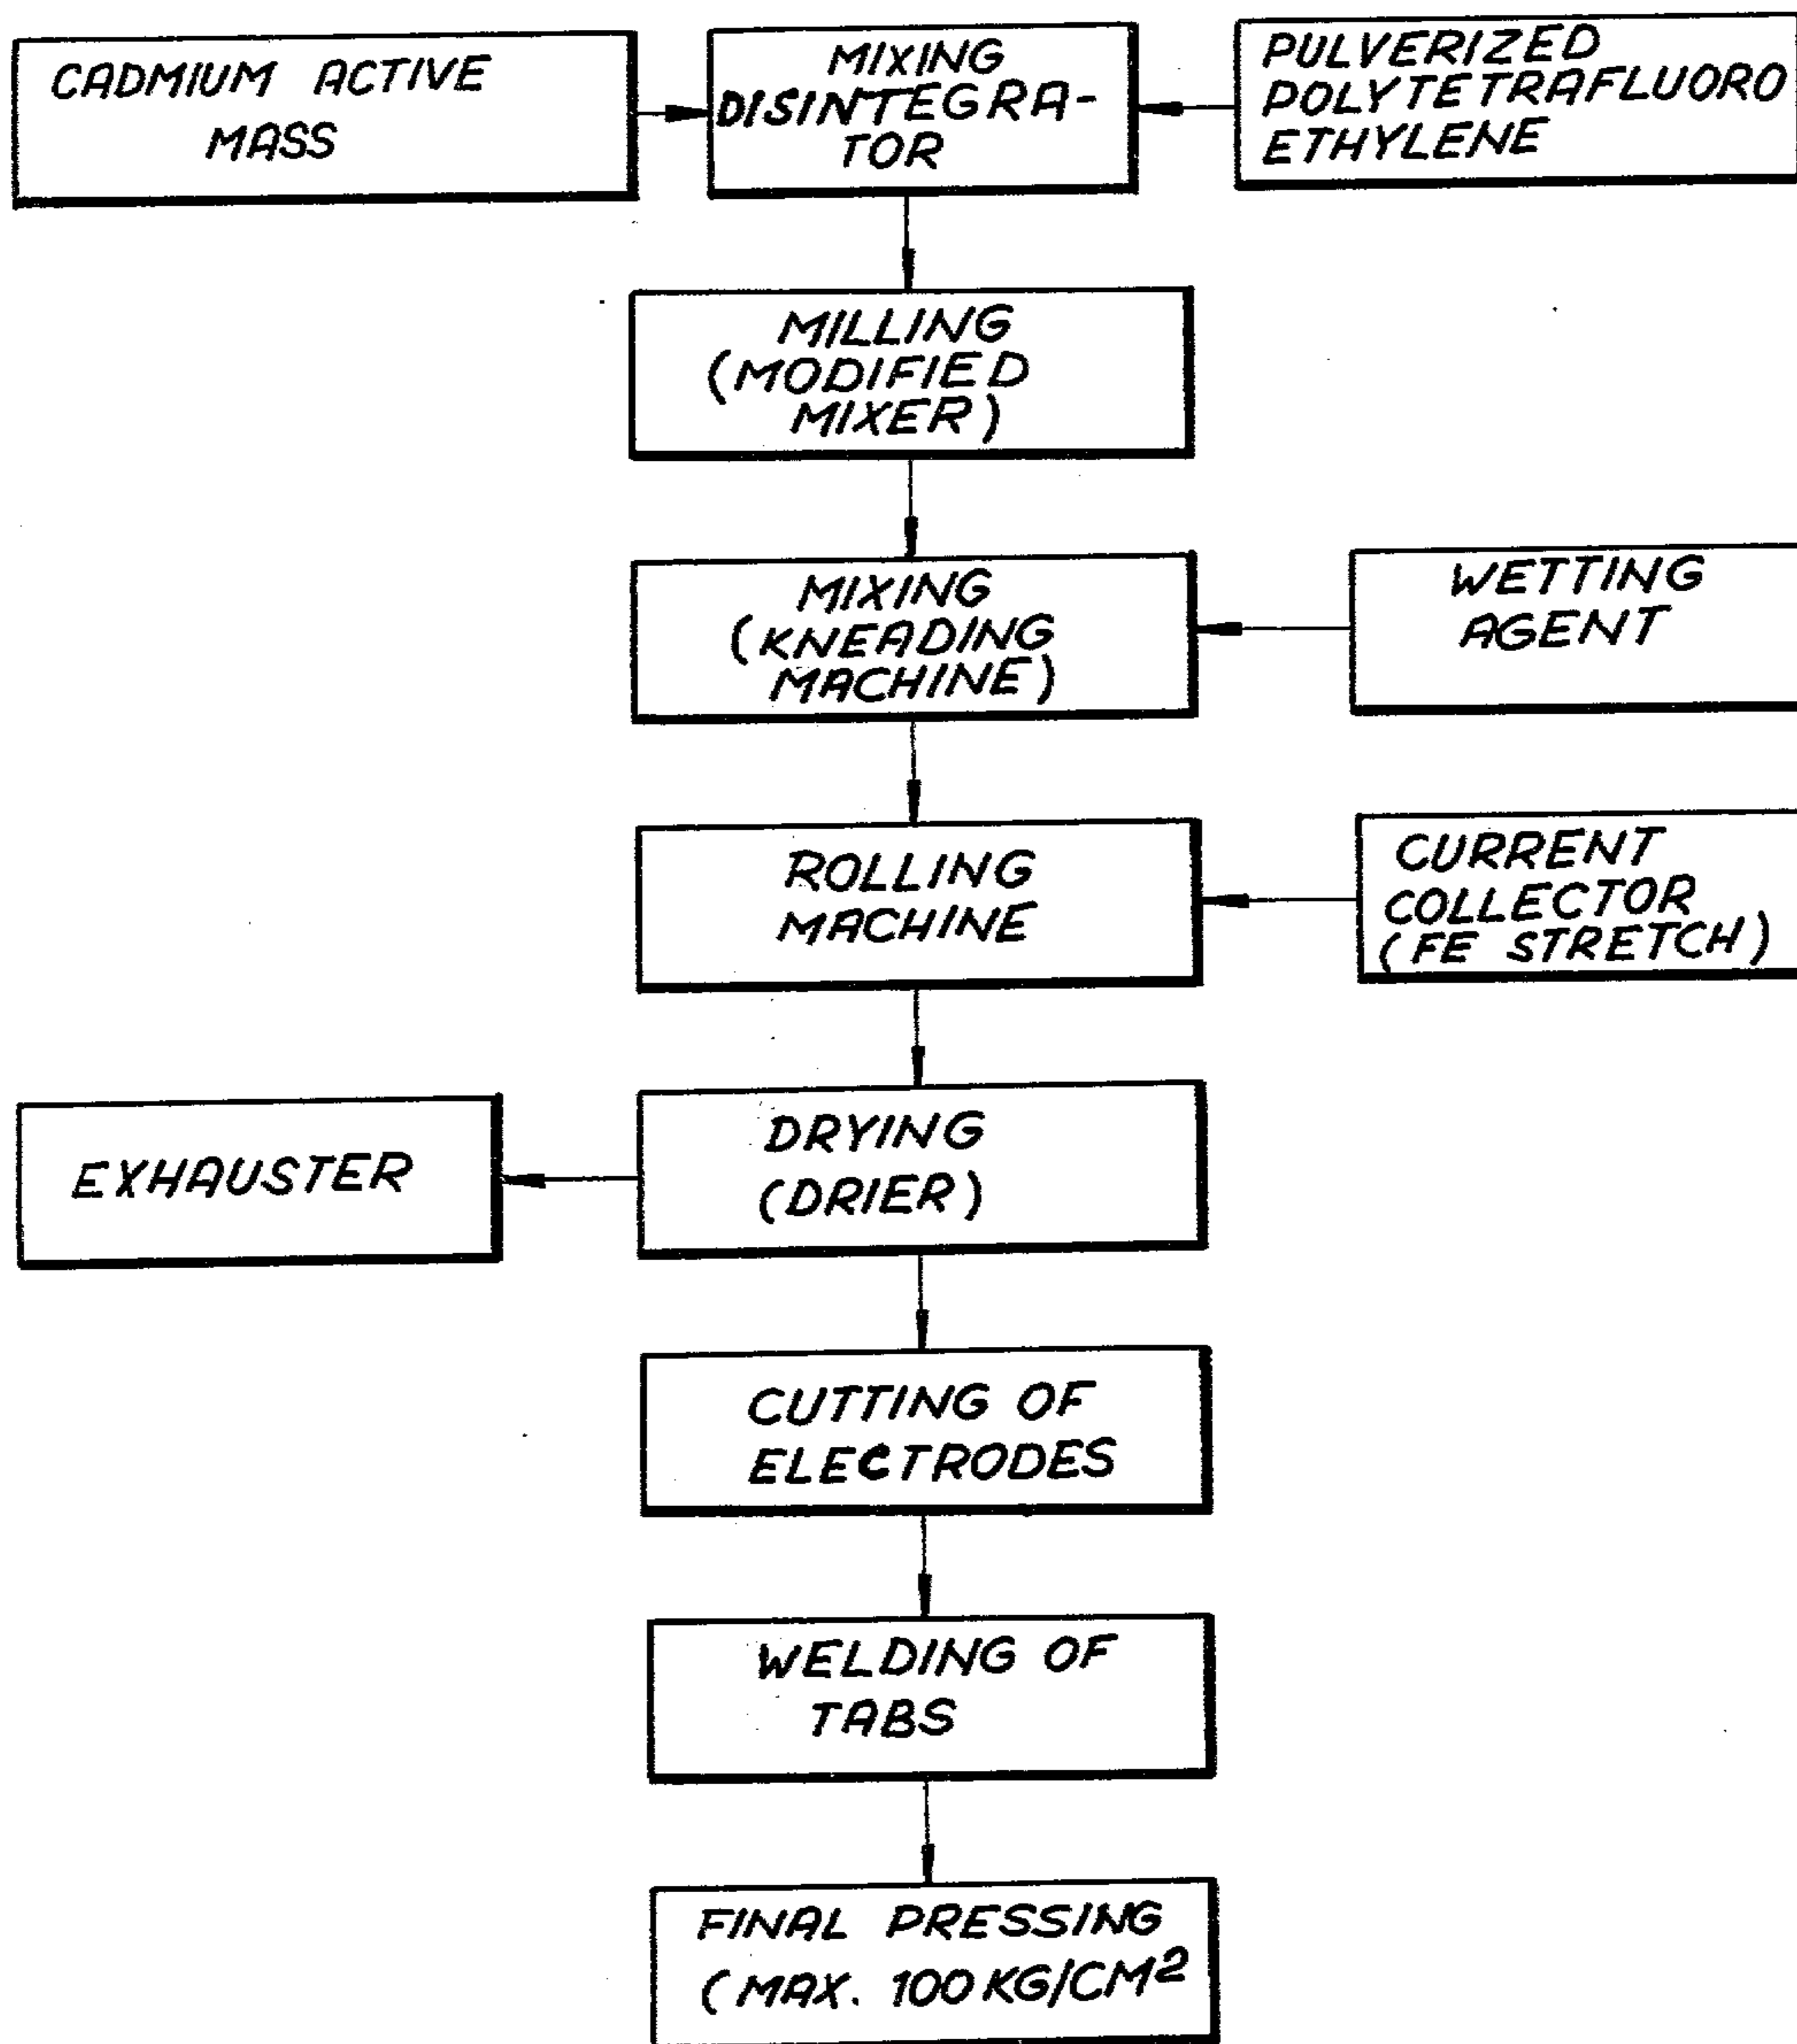 CADMIUM ACTIVE
MASS
MIXING
DISINTEGRA-
TOR
PULVERIZED
POLYTETRAFLUORO
ETHYLENE
MILLING
(MODIFIED
MIXER)
MIXING
(KNEADING
MACHINE)
WETTING
AGENT
ROLLING
MACHINE
CURRENT
COLLECTOR
(FE STRETCH)
EXHAUSTER
DRYING
(DRIER)
CUTTING OF
ELECTRODES
WELDING OF
TABS
FINAL PRESSING
(MAX. 100 KG/CM²